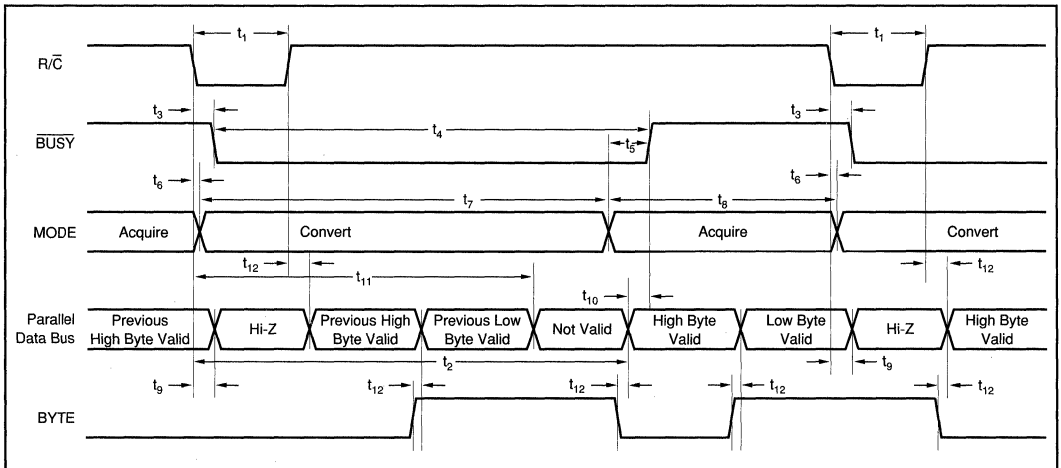 t₁ t₁
R/C̅
t₃ t₃
t₄
B̅U̅S̅Y̅
t₅
t₆ t₆
t₇ t₈
MODE
Acquire Convert Acquire Convert
t₁₂ t₁₂
t₁₁
t₁₀
Parallel
Data Bus
Previous
High Byte Valid
Hi-Z
Previous High
Byte Valid
Previous Low
Byte Valid
Not Valid
High Byte
Valid
Low Byte
Valid
Hi-Z
High Byte
Valid
t₂
t₉ t₉
t₁₂ t₁₂ t₁₂ t₁₂
BYTE